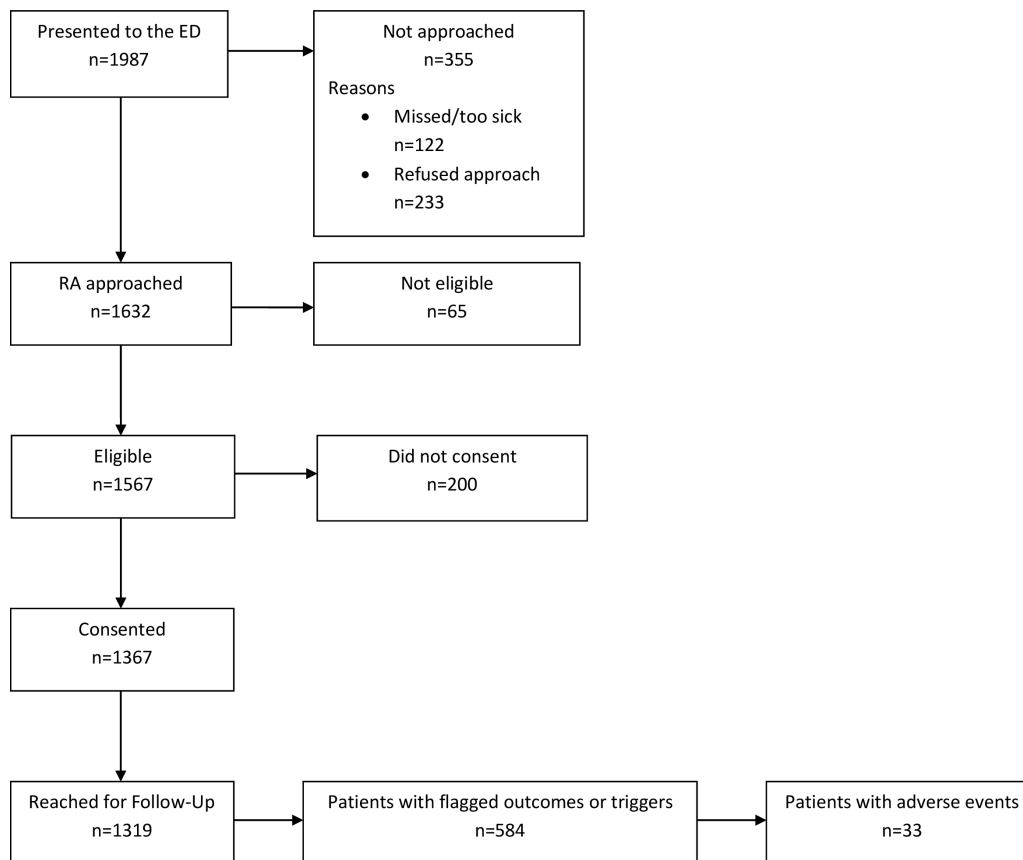 Presented to the ED
n=1987
Not approached
n=355
Reasons
• Missed/too sick
n=122
• Refused approach
n=233
RA approached
n=1632
Not eligible
n=65
Eligible
n=1567
Did not consent
n=200
Consented
n=1367
Reached for Follow-Up
n=1319
Patients with flagged outcomes or triggers
n=584
Patients with adverse events
n=33